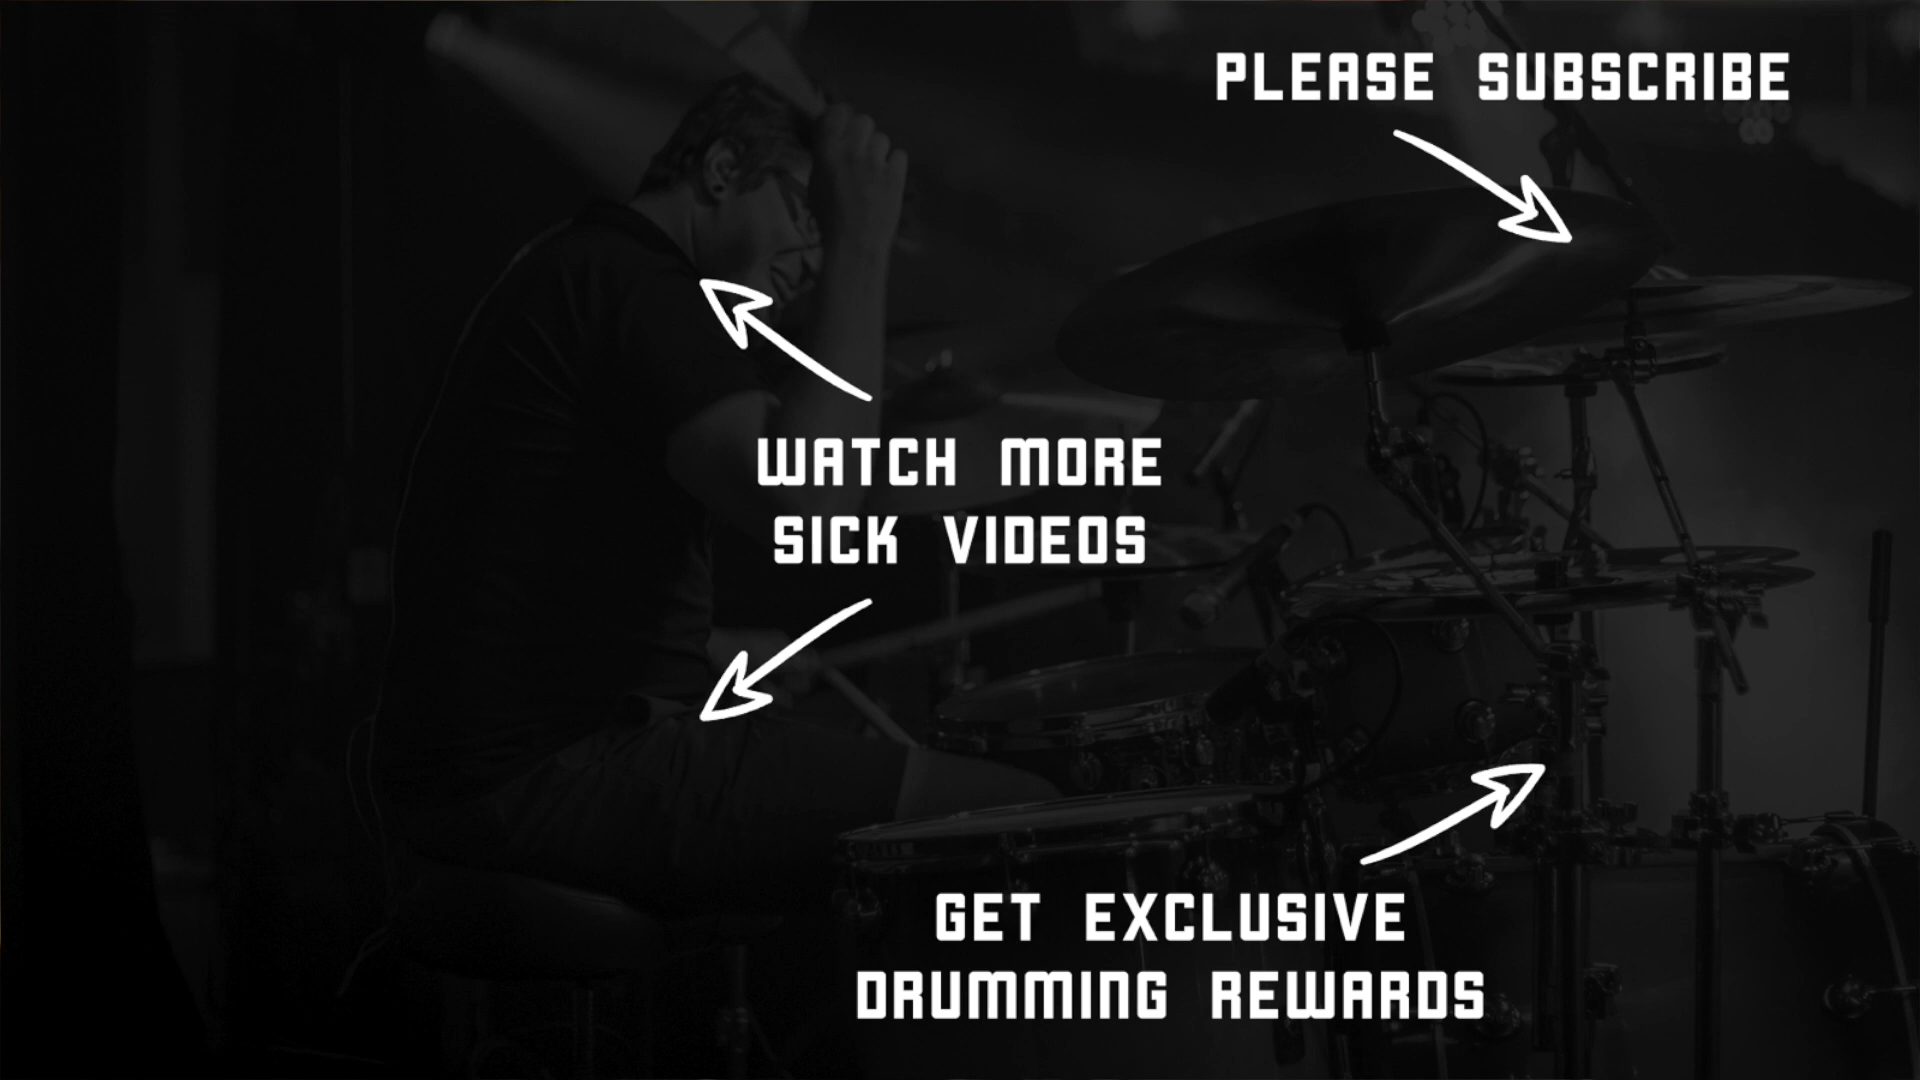 PLEASE SUBSCRIBE
WATCH MORE
SICK VIDEOS
GET EXCLUSIVE
DRUMMING REWARDS